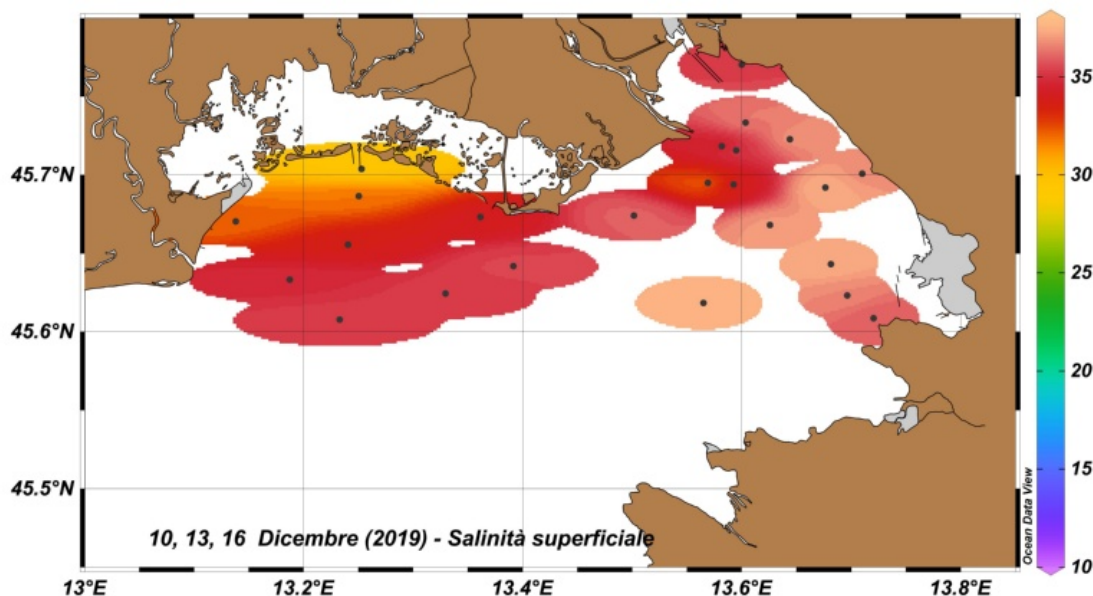 35
45.7°N
30
25
45.6°N
20
15
45.5°N
10, 13, 16 Dicembre (2019) - Salinità superficiale
Ocean Data View
10
13°E
13.2°E
13.4°E
13.6°E
13.8°E